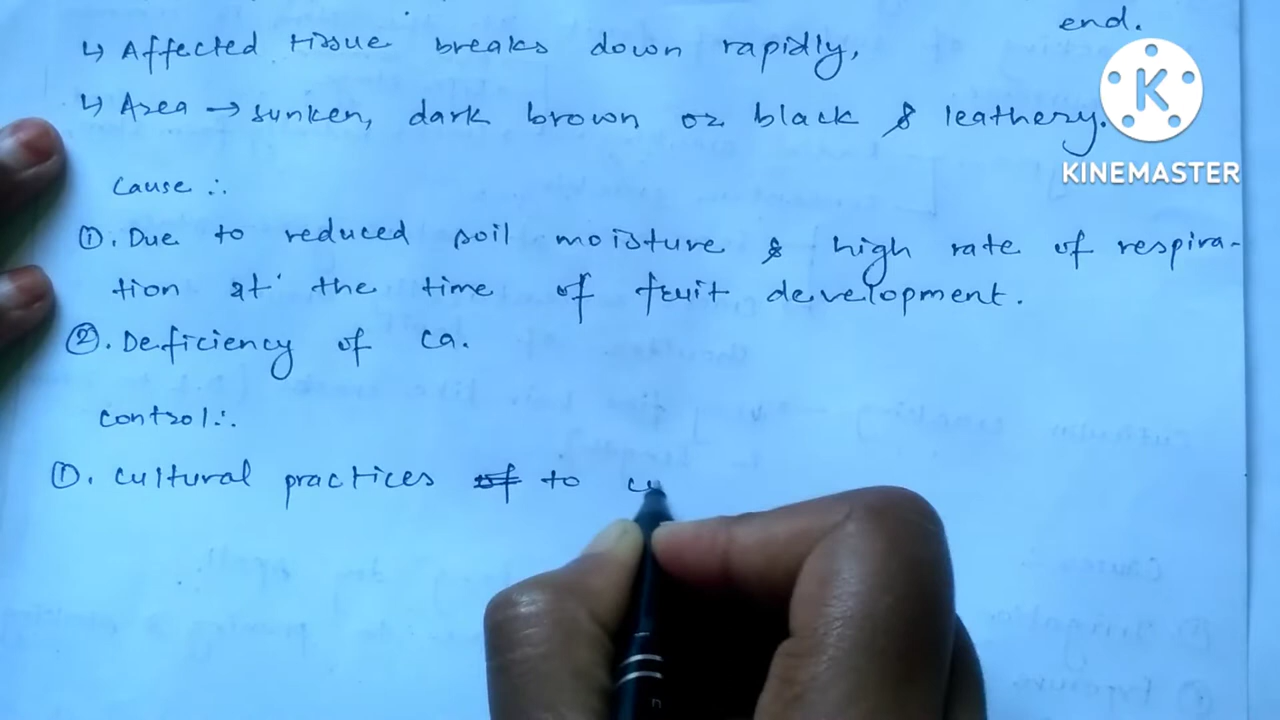 end.
↳ Affected tissue breaks down rapidly,
↳ Area → sunken, dark brown or black & leathery.
KINEMASTER
Cause ∴
①. Due to reduced soil moisture & high rate of respira-
tion at the time of fruit development.
②. Deficiency of Ca.
Control ∴
①. Cultural practices of to cu